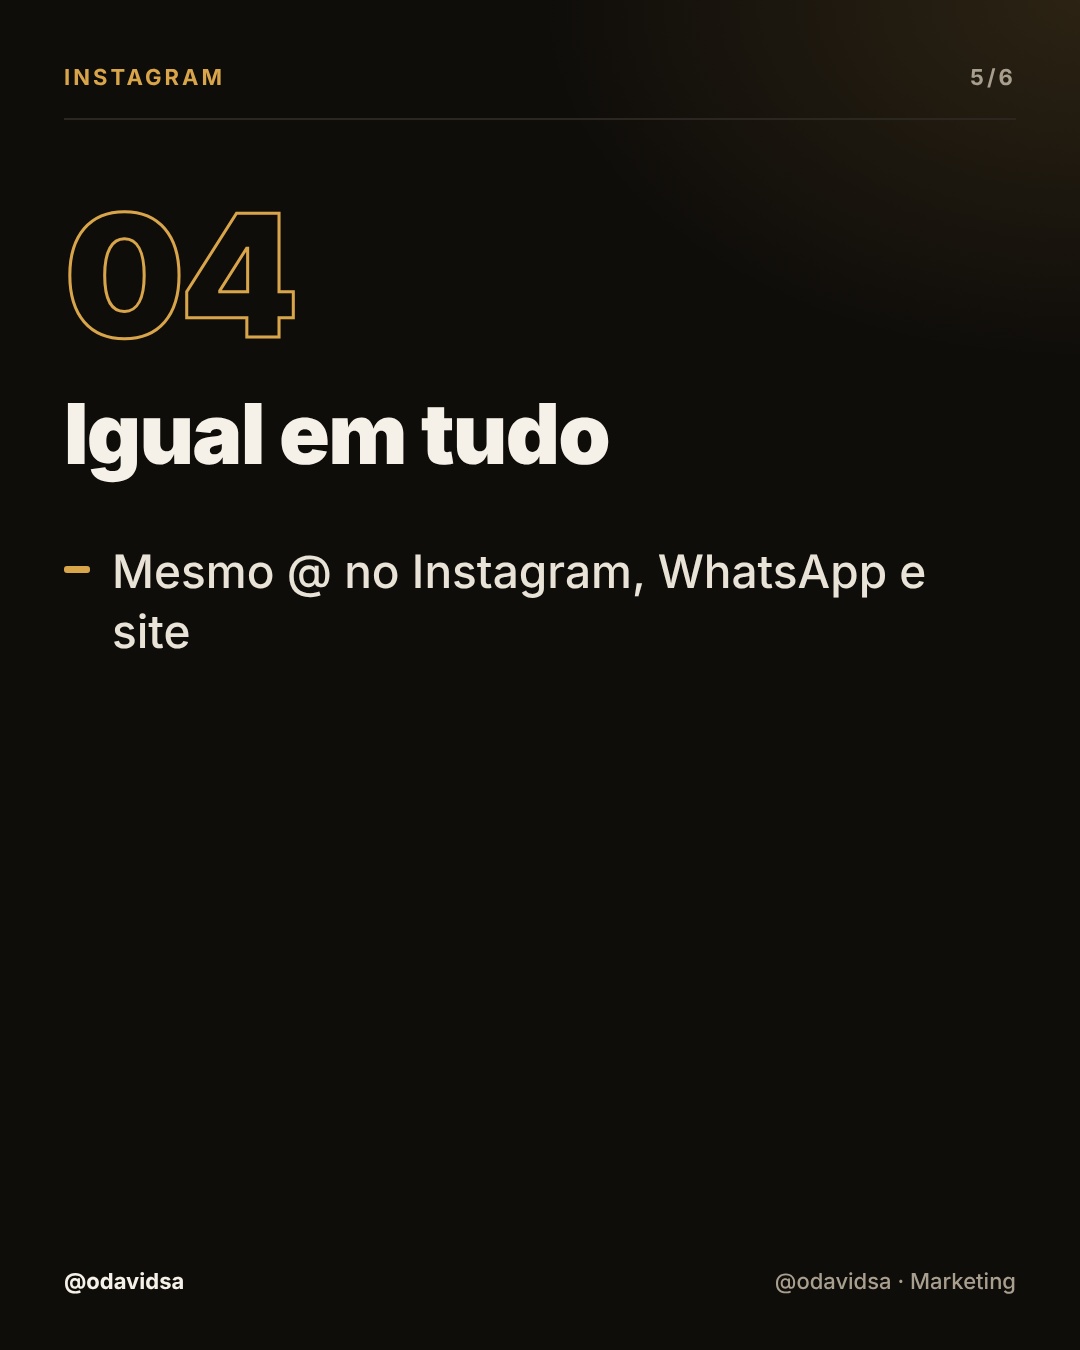 INSTAGRAM
5/6
04
Igual em tudo
Mesmo @ no Instagram, WhatsApp e
site
@odavidsa
@odavidsa · Marketing